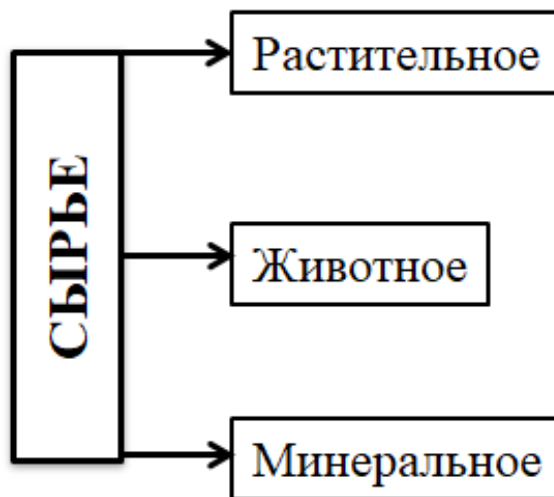 СЫРЬЕ
Растительное
Животное
Минеральное